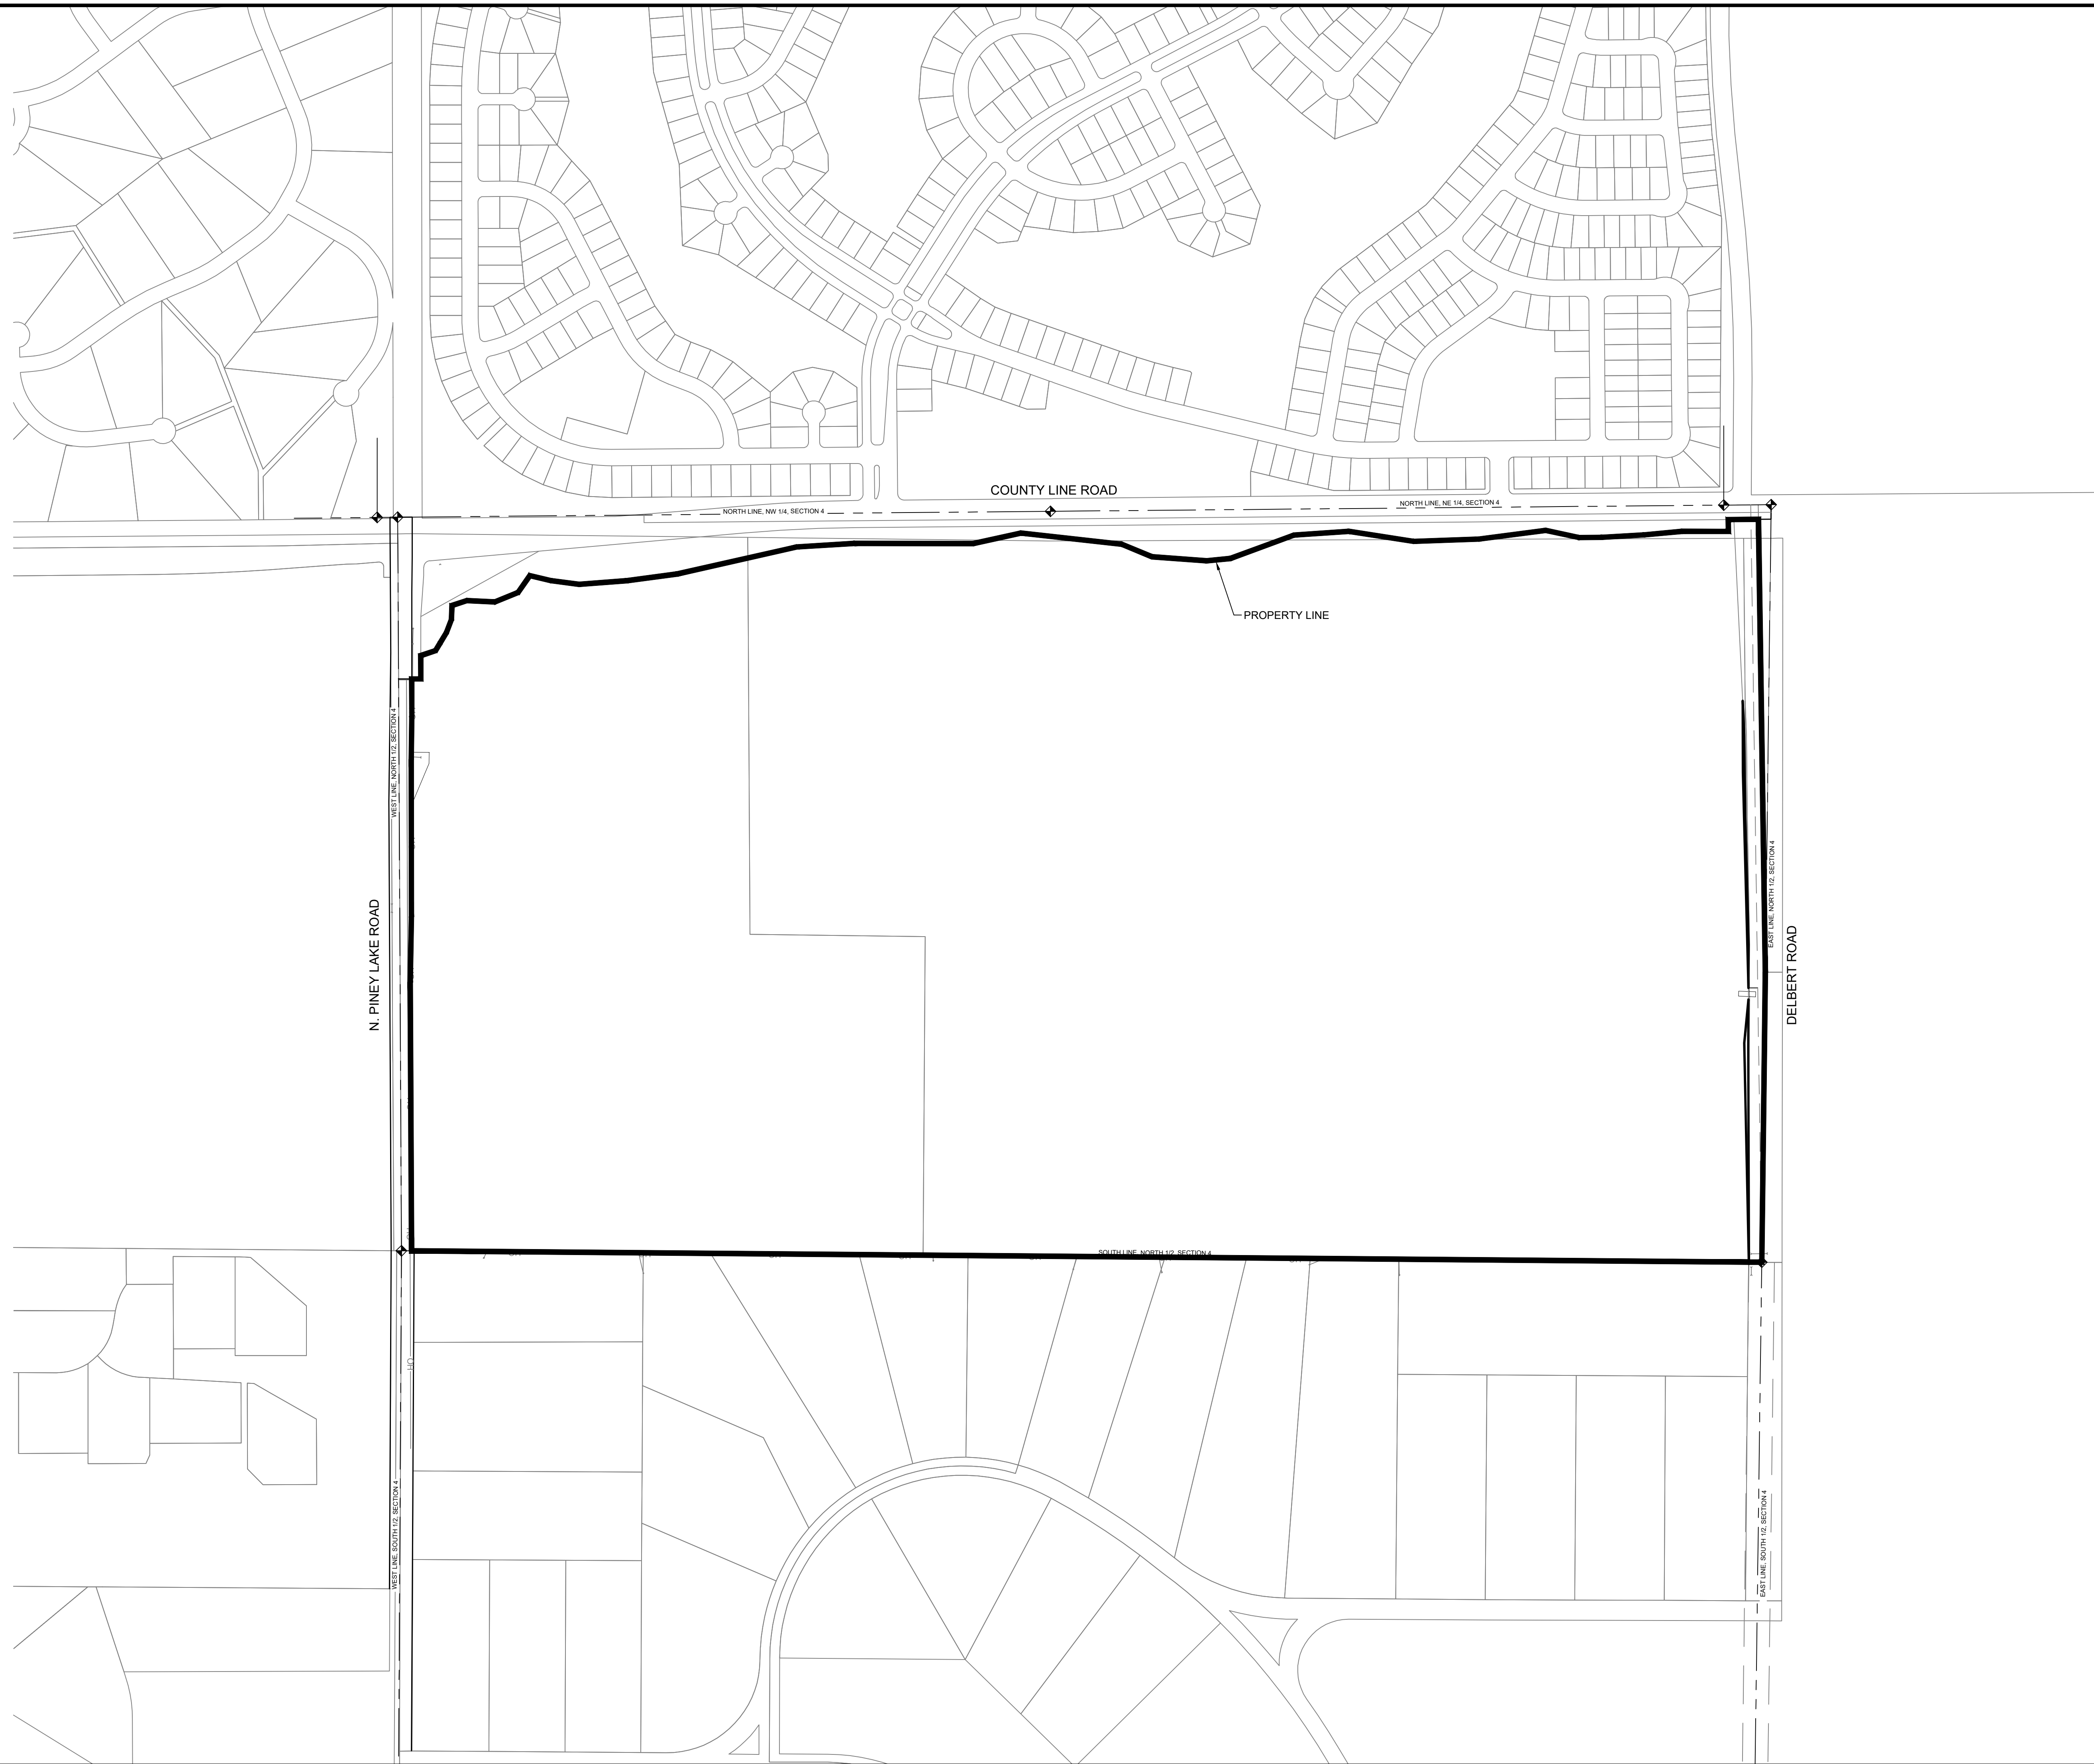 COUNTY LINE ROAD
NORTH LINE, NW 1/4, SECTION 4
NORTH LINE, NE 1/4, SECTION 4
PROPERTY LINE
WEST LINE, NORTH 1/2, SECTION 4
EAST LINE, NORTH 1/2, SECTION 4
N. PINEY LAKE ROAD
DELBERT ROAD
SOUTH LINE, NORTH 1/2, SECTION 4
OH
WEST LINE, SOUTH 1/2, SECTION 4
EAST LINE, SOUTH 1/2, SECTION 4